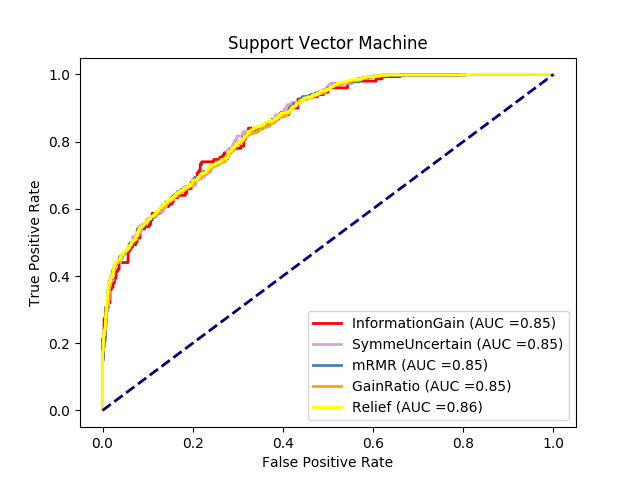 Support Vector Machine
True Positive Rate
1.0
0.8
0.6
0.4
0.2
0.0
InformationGain (AUC =0.85)
SymmeUncertain (AUC =0.85)
mRMR (AUC =0.85)
GainRatio (AUC =0.85)
Relief (AUC =0.86)
0.0 0.2 0.4 0.6 0.8 1.0
False Positive Rate